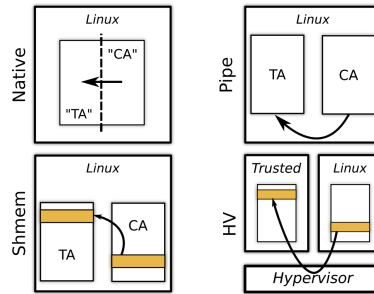 Native
Linux
"CA"
"TA"
Pipe
Linux
TA
CA
Shmem
Linux
CA
TA
HV
Trusted
Linux
Hypervisor